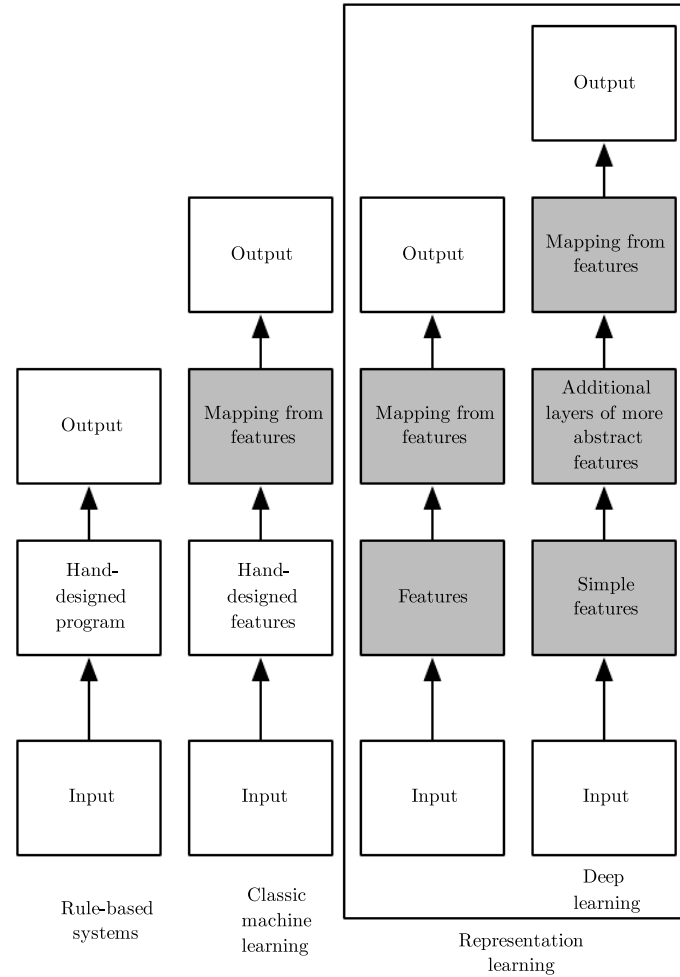 Output
Mapping from
features
Additional
layers of more
abstract
features
Simple
features
Input
Deep
learning
Output
Mapping from
features
Features
Input
Representation
learning
Output
Mapping from
features
Hand-
designed
features
Input
Classic
machine
learning
Output
Hand-
designed
program
Input
Rule-based
systems